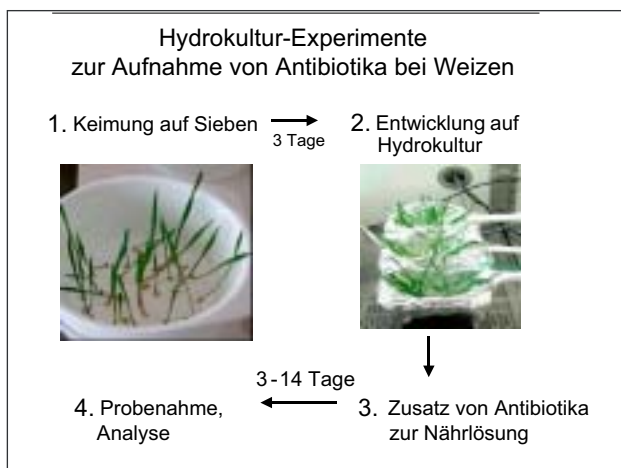 Hydrokultur-Experimente
zur Aufnahme von Antibiotika bei Weizen
1. Keimung auf Sieben
3 Tage
2. Entwicklung auf
Hydrokultur
3. Zusatz von Antibiotika
zur Nährlösung
3-14 Tage
4. Probenahme,
Analyse